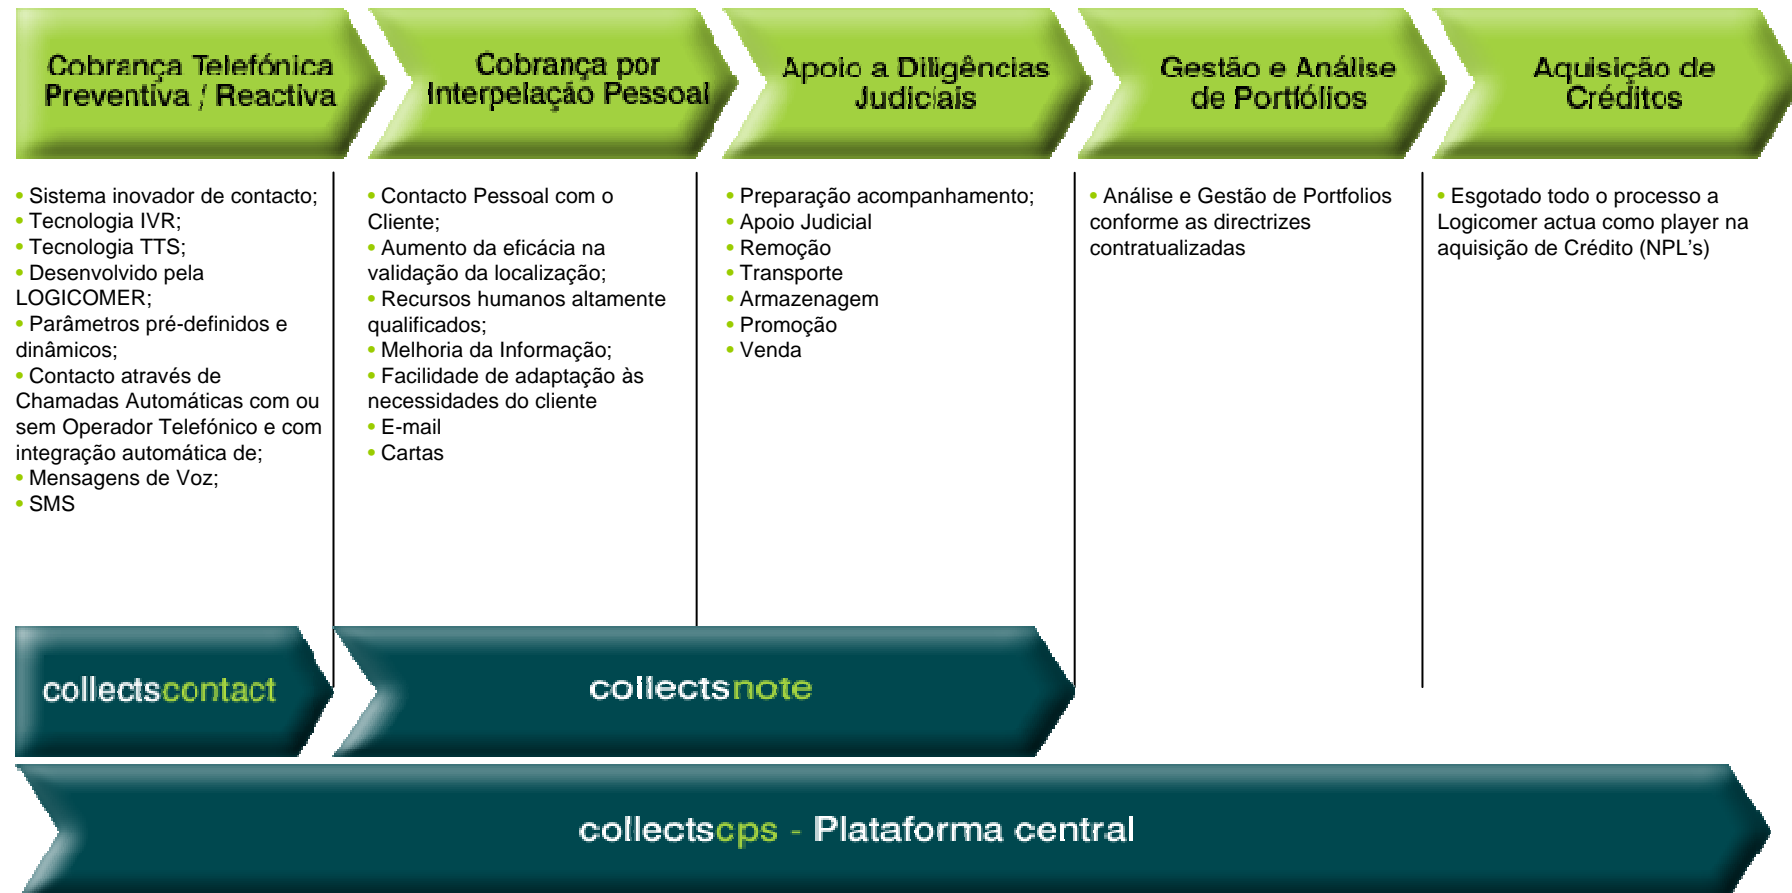 Cobrança Telefónica
Preventiva / Reactiva
Cobrança por
Interpelação Pessoal
Apoio a Diligências
Judiciais
Gestão e Análise
de Portfólios
Aquisição de
Créditos
• Sistema inovador de contacto;
• Tecnologia IVR;
• Tecnologia TTS;
• Desenvolvido pela
LOGICOMER;
• Parâmetros pré-definidos e
dinâmicos;
• Contacto através de
Chamadas Automáticas com ou
sem Operador Telefónico e com
integração automática de;
• Mensagens de Voz;
• SMS
• Contacto Pessoal com o
Cliente;
• Aumento da eficácia na
validação da localização;
• Recursos humanos altamente
qualificados;
• Melhoria da Informação;
• Facilidade de adaptação às
necessidades do cliente
• E-mail
• Cartas
• Preparação acompanhamento;
• Apoio Judicial
• Remoção
• Transporte
• Armazenagem
• Promoção
• Venda
• Análise e Gestão de Portfolios
conforme as directrizes
contratualizadas
• Esgotado todo o processo a
Logicomer actua como player na
aquisição de Crédito (NPL's)
collectscontact
collectsnote
collectscps - Plataforma central